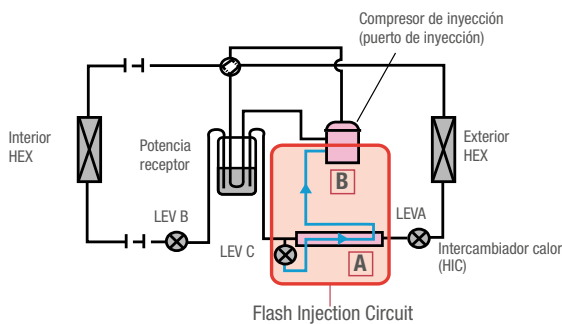 Compresor de inyección
(puerto de inyección)
Interior
HEX
Potencia
receptor
Exterior
HEX
B
LEV B
LEVA
LEV C
A
Intercambiador calor
(HIC)
Flash Injection Circuit